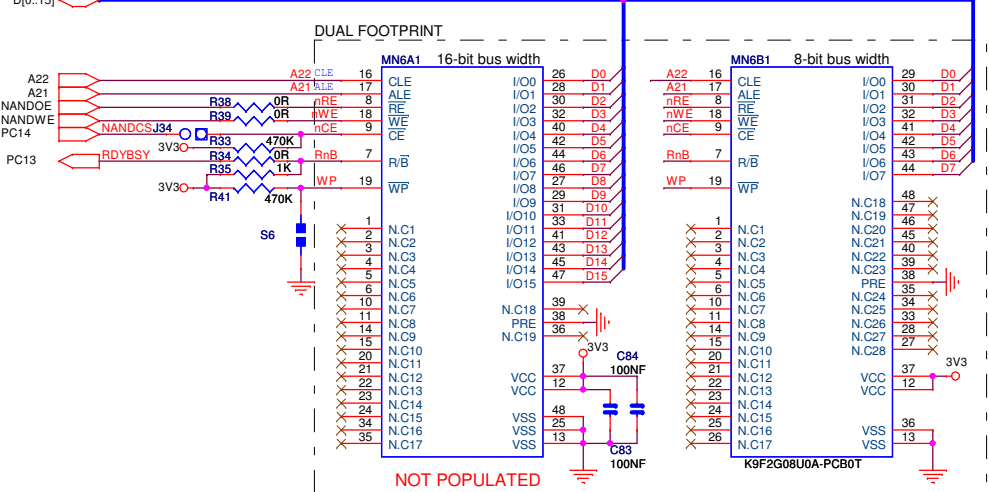 D[0..15]
DUAL FOOTPRINT
MN6A1 16-bit bus width
MN6B1 8-bit bus width
A22 A22 CLE 16 CLE I/O0 26 D0
A21 A21 ALE 17 ALE I/O1 28 D1
NANDOE R38 0R nRE 8 RE I/O2 30 D2
NANDWE R39 0R nWE 18 WE I/O3 32 D3
PC14 NANDCS J34 nCE 9 CE I/O4 40 D4
3V3 R33 470K I/O5 42 D5
PC13 RDYBSY R34 0R RnB 7 R/B I/O6 44 D6
R35 1K I/O7 46 D7
3V3 WP 19 WP I/O8 27 D8
R41 470K I/O9 29 D9
I/O10 31 D10
S6
1 N.C1 I/O11 33 D11
2 N.C2 I/O12 41 D12
3 N.C3 I/O13 43 D13
4 N.C4 I/O14 45 D14
5 N.C5 I/O15 47 D15
6 N.C6
10 N.C7 N.C18 39
11 N.C8 PRE 38
14 N.C9 N.C19 36
15 N.C10 3V3
20 N.C11
21 N.C12 VCC 37
22 N.C13 VCC 12
23 N.C14
24 N.C15 VSS 48
34 N.C16 VSS 25
35 N.C17 VSS 13
C84
100NF
C83
100NF
NOT POPULATED
A22 16 CLE I/O0 29 D0
A21 17 ALE I/O1 30 D1
nRE 8 RE I/O2 31 D2
nWE 18 WE I/O3 32 D3
nCE 9 CE I/O4 41 D4
I/O5 42 D5
RnB 7 R/B I/O6 43 D6
I/O7 44 D7
WP 19 WP
N.C18 48
N.C19 47
1 N.C1 N.C20 46
2 N.C2 N.C21 45
3 N.C3 N.C22 40
4 N.C4 N.C23 39
5 N.C5 PRE 38
6 N.C6 N.C24 35
10 N.C7 N.C25 34
11 N.C8 N.C26 33
14 N.C9 N.C27 28
15 N.C10 N.C28 27
20 N.C11 3V3
21 N.C12 VCC 37
22 N.C13 VCC 12
23 N.C14
24 N.C15
25 N.C16 VSS 36
26 N.C17 VSS 13
K9F2G08U0A-PCB0T